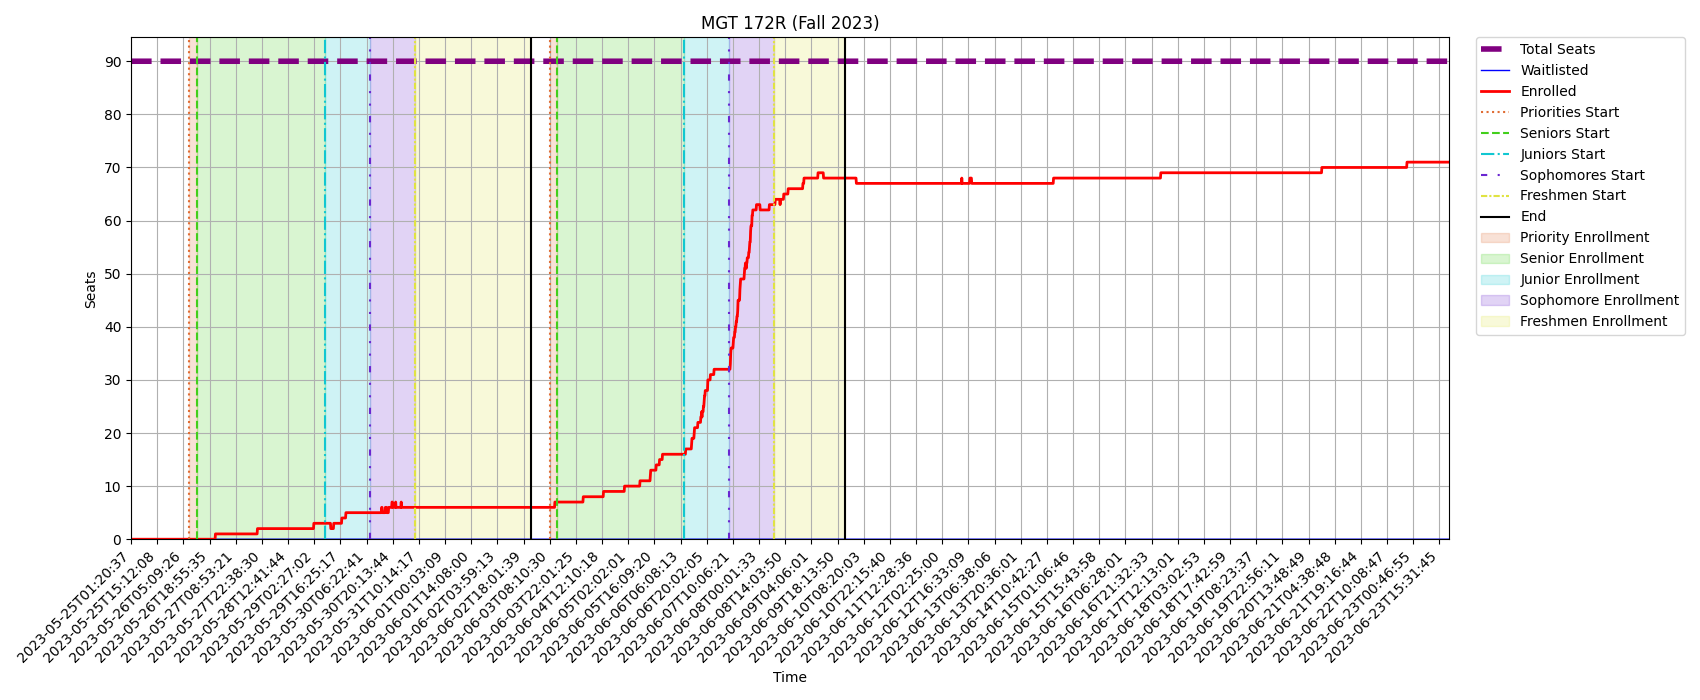 MGT 172R (Fall 2023)
Seats
90
80
70
60
50
40
30
20
10
0
2023-05-25T01:20:37
2023-05-25T15:12:08
2023-05-26T05:09:26
2023-05-26T18:55:35
2023-05-27T08:53:21
2023-05-27T22:38:30
2023-05-28T12:41:44
2023-05-29T02:27:02
2023-05-29T16:25:17
2023-05-30T06:22:41
2023-05-30T20:13:44
2023-05-31T10:14:17
2023-06-01T00:03:09
2023-06-01T14:08:00
2023-06-02T03:59:13
2023-06-02T18:01:39
2023-06-03T08:10:30
2023-06-03T22:01:25
2023-06-04T12:10:18
2023-06-05T02:02:01
2023-06-05T16:09:20
2023-06-06T06:08:13
2023-06-06T20:02:05
2023-06-07T10:06:21
2023-06-08T00:01:33
2023-06-08T14:03:50
2023-06-09T04:06:01
2023-06-09T18:13:50
2023-06-10T08:20:03
2023-06-10T22:15:40
2023-06-11T12:28:36
2023-06-12T02:25:00
2023-06-12T16:33:09
2023-06-13T06:38:06
2023-06-13T20:36:01
2023-06-14T10:42:27
2023-06-15T01:06:46
2023-06-15T15:43:58
2023-06-16T06:28:01
2023-06-16T21:32:33
2023-06-17T12:13:01
2023-06-18T03:02:53
2023-06-18T17:42:59
2023-06-19T08:23:37
2023-06-19T22:56:11
2023-06-20T13:48:49
2023-06-21T04:38:48
2023-06-21T19:16:44
2023-06-22T10:08:47
2023-06-23T00:46:55
2023-06-23T15:31:45
Time
Total Seats
Waitlisted
Enrolled
Priorities Start
Seniors Start
Juniors Start
Sophomores Start
Freshmen Start
End
Priority Enrollment
Senior Enrollment
Junior Enrollment
Sophomore Enrollment
Freshmen Enrollment